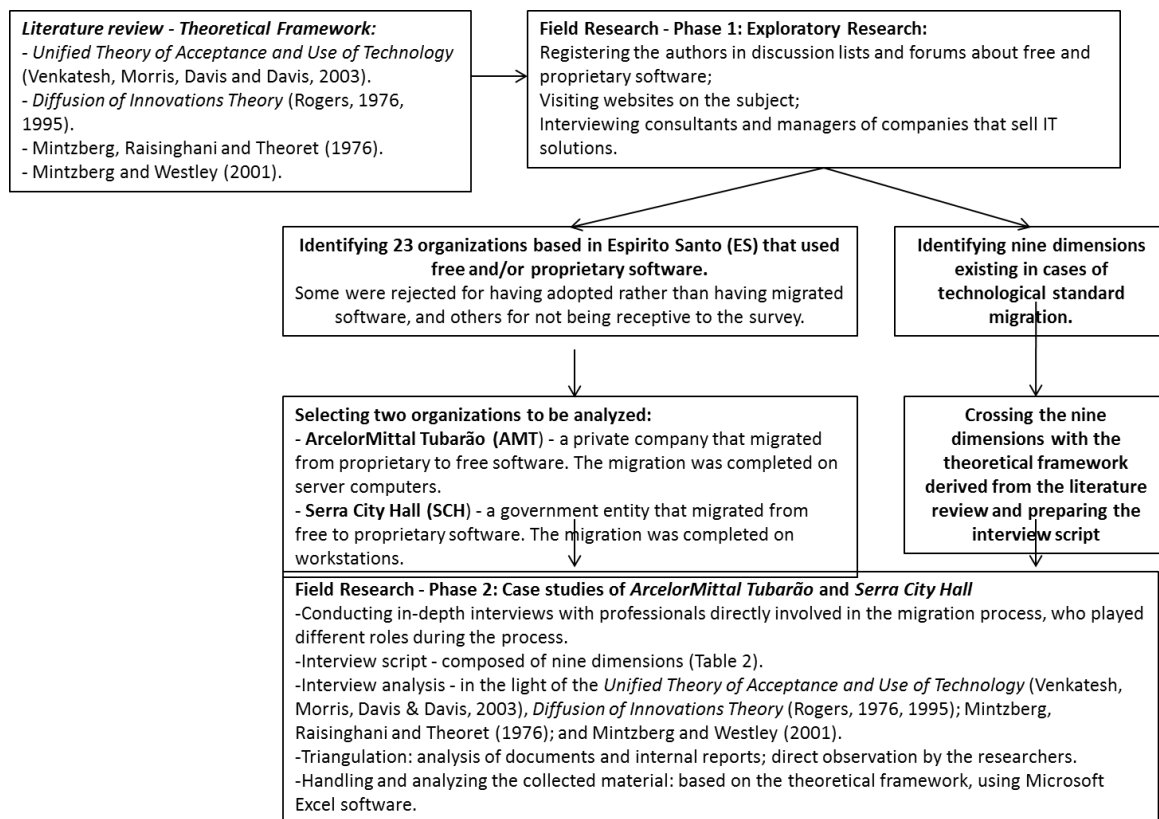 Literature review - Theoretical Framework:
- Unified Theory of Acceptance and Use of Technology
(Venkatesh, Morris, Davis and Davis, 2003).
- Diffusion of Innovations Theory (Rogers, 1976,
1995).
- Mintzberg, Raisinghani and Theoret (1976).
- Mintzberg and Westley (2001).
Field Research - Phase 1: Exploratory Research:
Registering the authors in discussion lists and forums about free and
proprietary software;
Visiting websites on the subject;
Interviewing consultants and managers of companies that sell IT
solutions.
Identifying 23 organizations based in Espirito Santo (ES) that used
free and/or proprietary software.
Some were rejected for having adopted rather than having migrated
software, and others for not being receptive to the survey.
Identifying nine dimensions
existing in cases of
technological standard
migration.
Selecting two organizations to be analyzed:
- ArcelorMittal Tubarão (AMT) - a private company that migrated
from proprietary to free software. The migration was completed on
server computers.
- Serra City Hall (SCH) - a government entity that migrated from
free to proprietary software. The migration was completed on
workstations.
Crossing the nine
dimensions with the
theoretical framework
derived from the literature
review and preparing the
interview script
Field Research - Phase 2: Case studies of ArcelorMittal Tubarão and Serra City Hall
-Conducting in-depth interviews with professionals directly involved in the migration process, who played
different roles during the process.
-Interview script - composed of nine dimensions (Table 2).
-Interview analysis - in the light of the Unified Theory of Acceptance and Use of Technology (Venkatesh,
Morris, Davis & Davis, 2003), Diffusion of Innovations Theory (Rogers, 1976, 1995); Mintzberg,
Raisinghani and Theoret (1976); and Mintzberg and Westley (2001).
-Triangulation: analysis of documents and internal reports; direct observation by the researchers.
-Handling and analyzing the collected material: based on the theoretical framework, using Microsoft
Excel software.